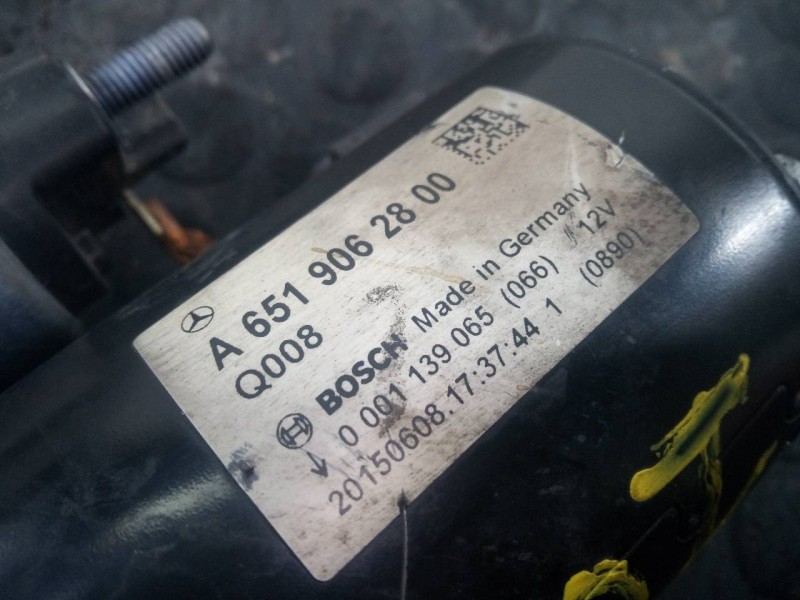 A 651 906 28 00
Q008
BOSCH Made in Germany
0 001 139 065 (066) 12V
20150608.17:37:44 1 (0890)